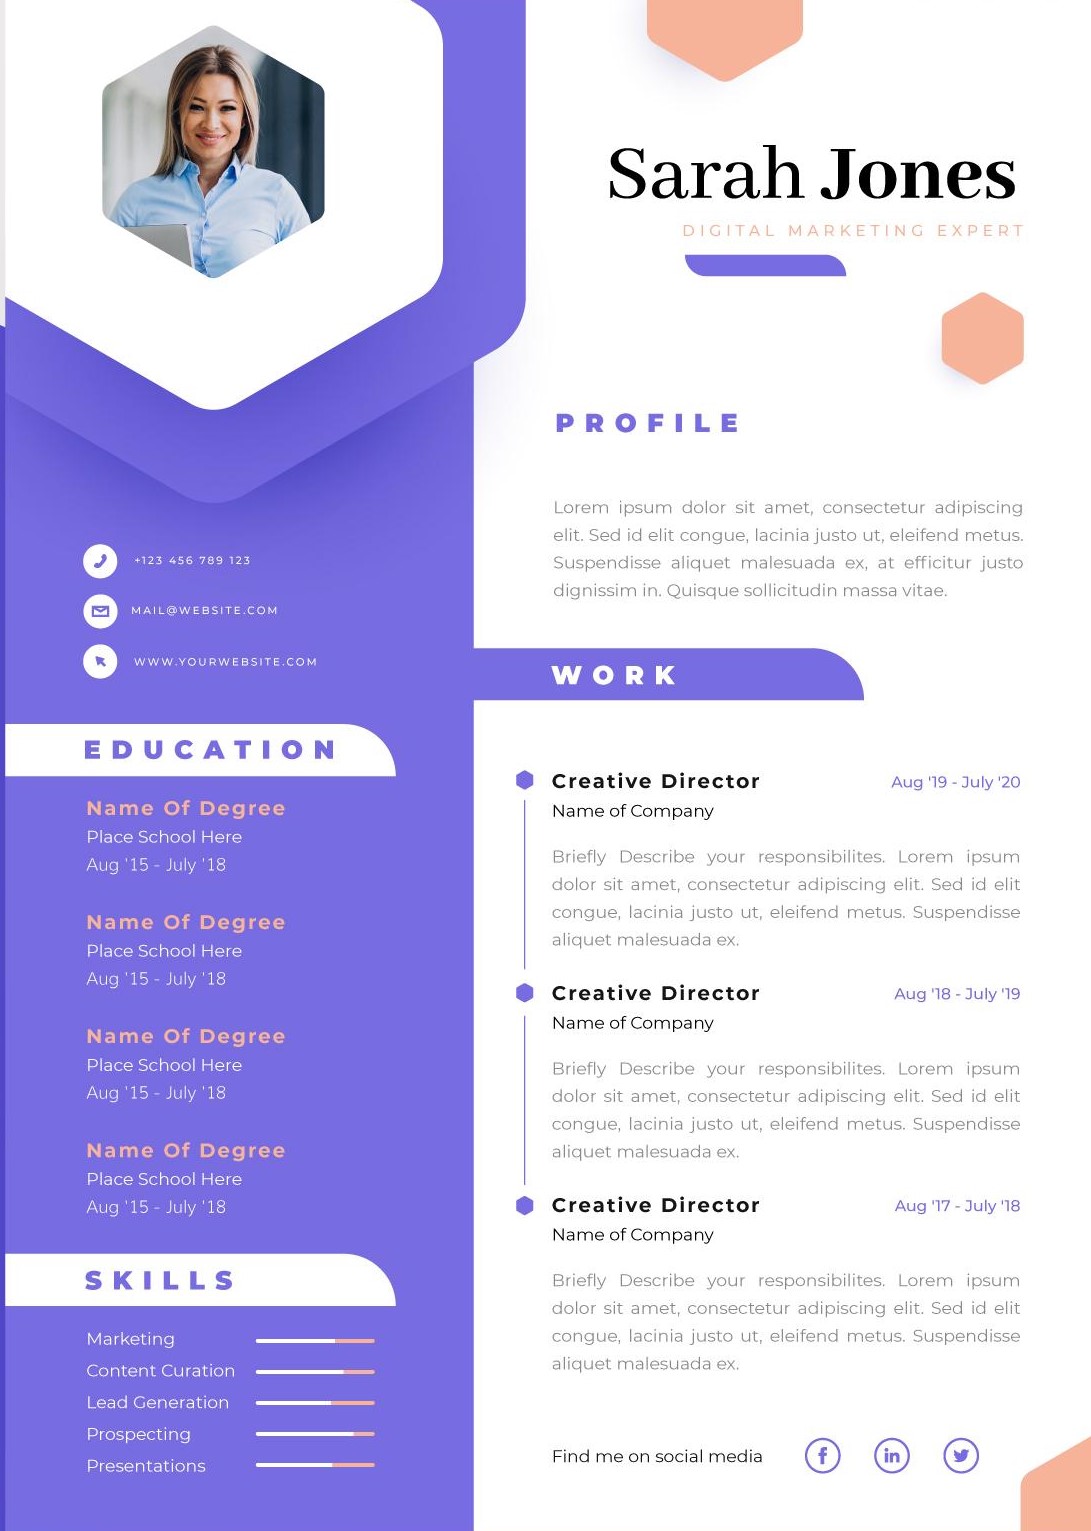 Sarah Jones
DIGITAL MARKETING EXPERT
PROFILE
Lorem ipsum dolor sit amet, consectetur adipiscing
elit. Sed id elit congue, lacinia justo ut, eleifend metus.
Suspendisse aliquet malesuada ex, at efficitur justo
dignissim in. Quisque sollicitudin massa vitae.
+123 456 789 123
MAIL@WEBSITE.COM
WWW.YOURWEBSITE.COM
EDUCATION
Name Of Degree
Place School Here
Aug '15 - July '18
Name Of Degree
Place School Here
Aug '15 - July '18
Name Of Degree
Place School Here
Aug '15 - July '18
Name Of Degree
Place School Here
Aug '15 - July '18
SKILLS
Marketing
Content Curation
Lead Generation
Prospecting
Presentations
WORK
Creative Director Aug '19 - July '20
Name of Company
Briefly Describe your responsibilites. Lorem ipsum
dolor sit amet, consectetur adipiscing elit. Sed id elit
congue, lacinia justo ut, eleifend metus. Suspendisse
aliquet malesuada ex.
Creative Director Aug '18 - July '19
Name of Company
Briefly Describe your responsibilites. Lorem ipsum
dolor sit amet, consectetur adipiscing elit. Sed id elit
congue, lacinia justo ut, eleifend metus. Suspendisse
aliquet malesuada ex.
Creative Director Aug '17 - July '18
Name of Company
Briefly Describe your responsibilites. Lorem ipsum
dolor sit amet, consectetur adipiscing elit. Sed id elit
congue, lacinia justo ut, eleifend metus. Suspendisse
aliquet malesuada ex.
Find me on social media f in